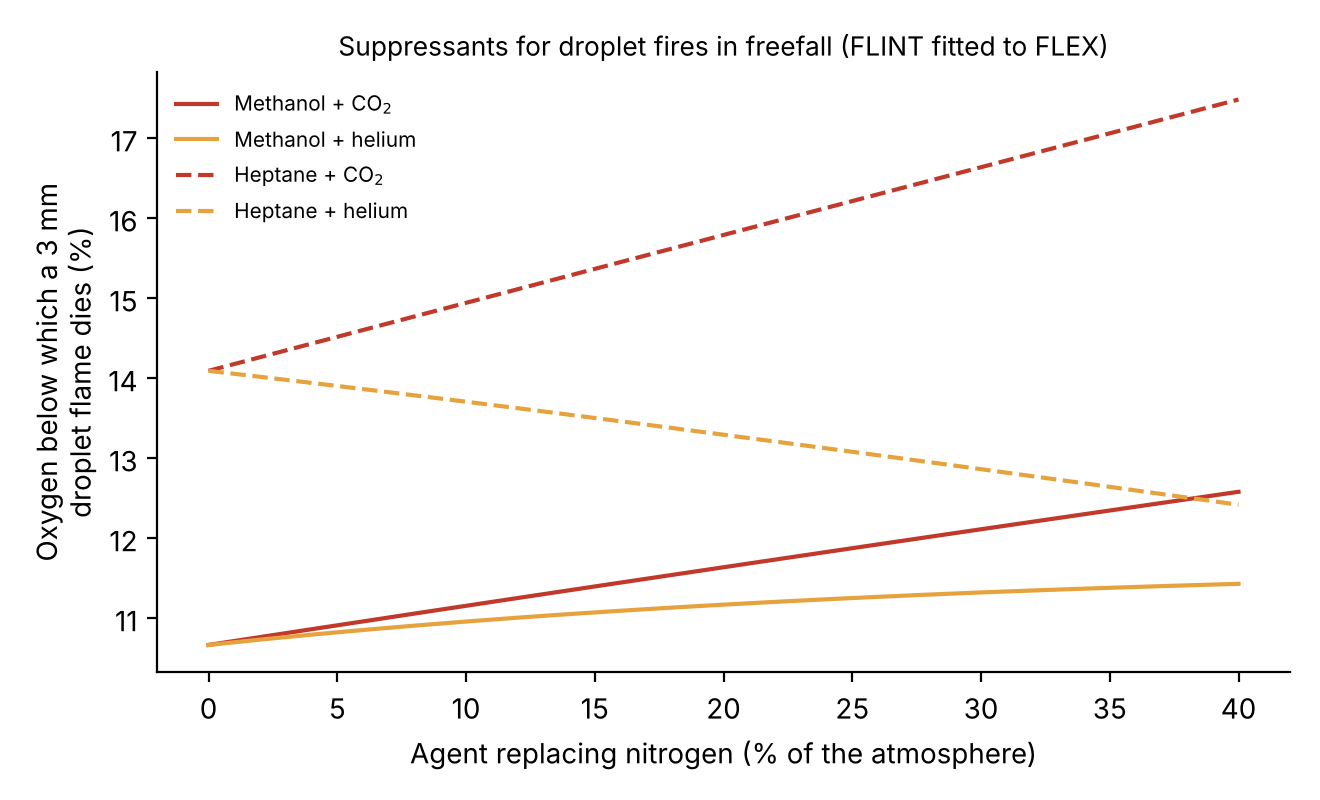 Suppressants for droplet fires in freefall (FLINT fitted to FLEX)
Methanol + CO₂
Methanol + helium
Heptane + CO₂
Heptane + helium
Oxygen below which a 3 mm
droplet flame dies (%)
17
16
15
14
13
12
11
0 5 10 15 20 25 30 35 40
Agent replacing nitrogen (% of the atmosphere)